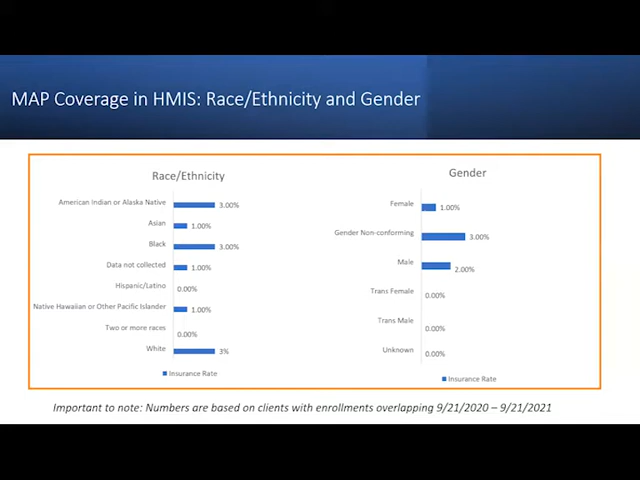 MAP Coverage in HMIS: Race/Ethnicity and Gender
Race/Ethnicity
American Indian or Alaska Native 3.00%
Asian 1.00%
Black 3.00%
Data not collected 1.00%
Hispanic/Latino 0.00%
Native Hawaiian or Other Pacific Islander 1.00%
Two or more races 0.00%
White 3%
Insurance Rate
Gender
Female 1.00%
Gender Non-conforming 3.00%
Male 2.00%
Trans Female 0.00%
Trans Male 0.00%
Unknown 0.00%
Insurance Rate
Important to note: Numbers are based on clients with enrollments overlapping 9/21/2020 – 9/21/2021